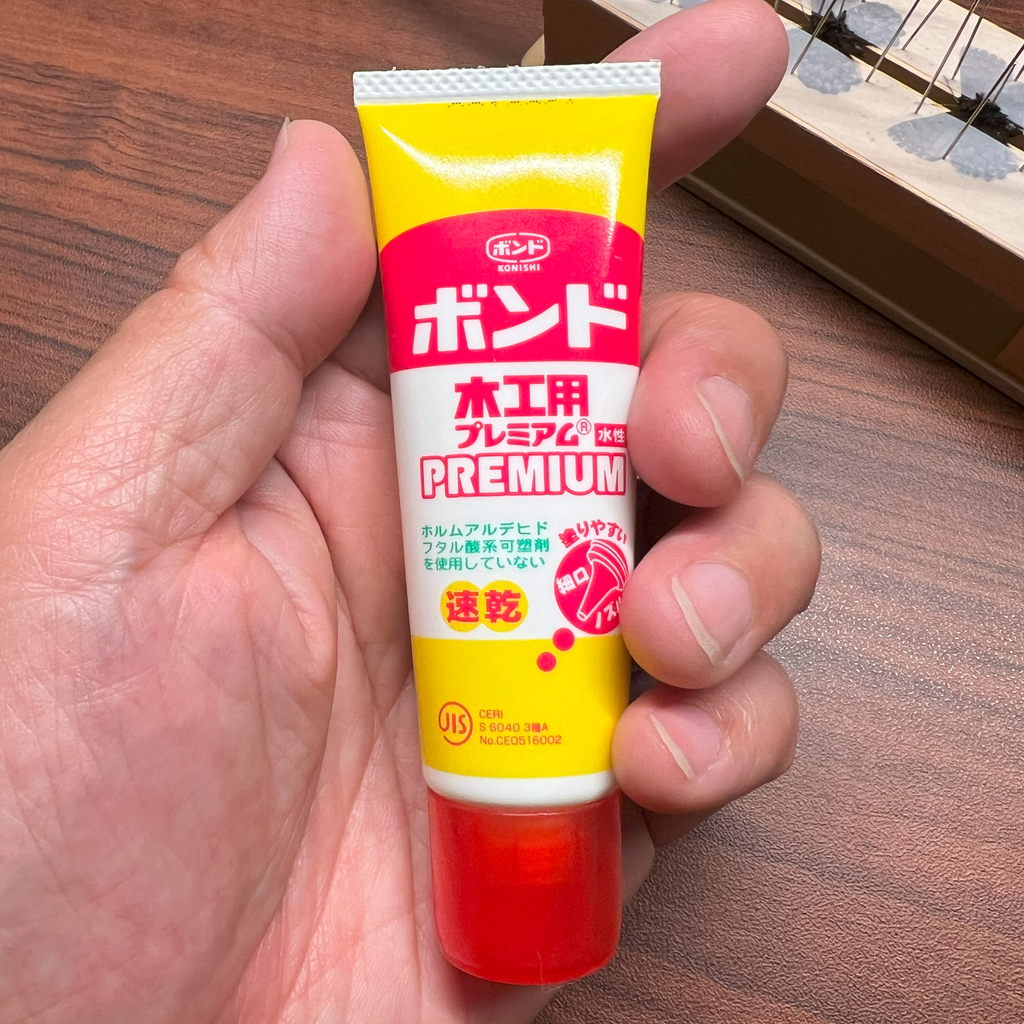 ボンド
KONISHI
ボンド
木工用
プレミアム® 水性
PREMIUM
ホルムアルデヒド
フタル酸系可塑剤
を使用していない
塗りやすい
細口
ノズル
速乾
JIS
CERI
S 6040 3種A
No.CE0516002